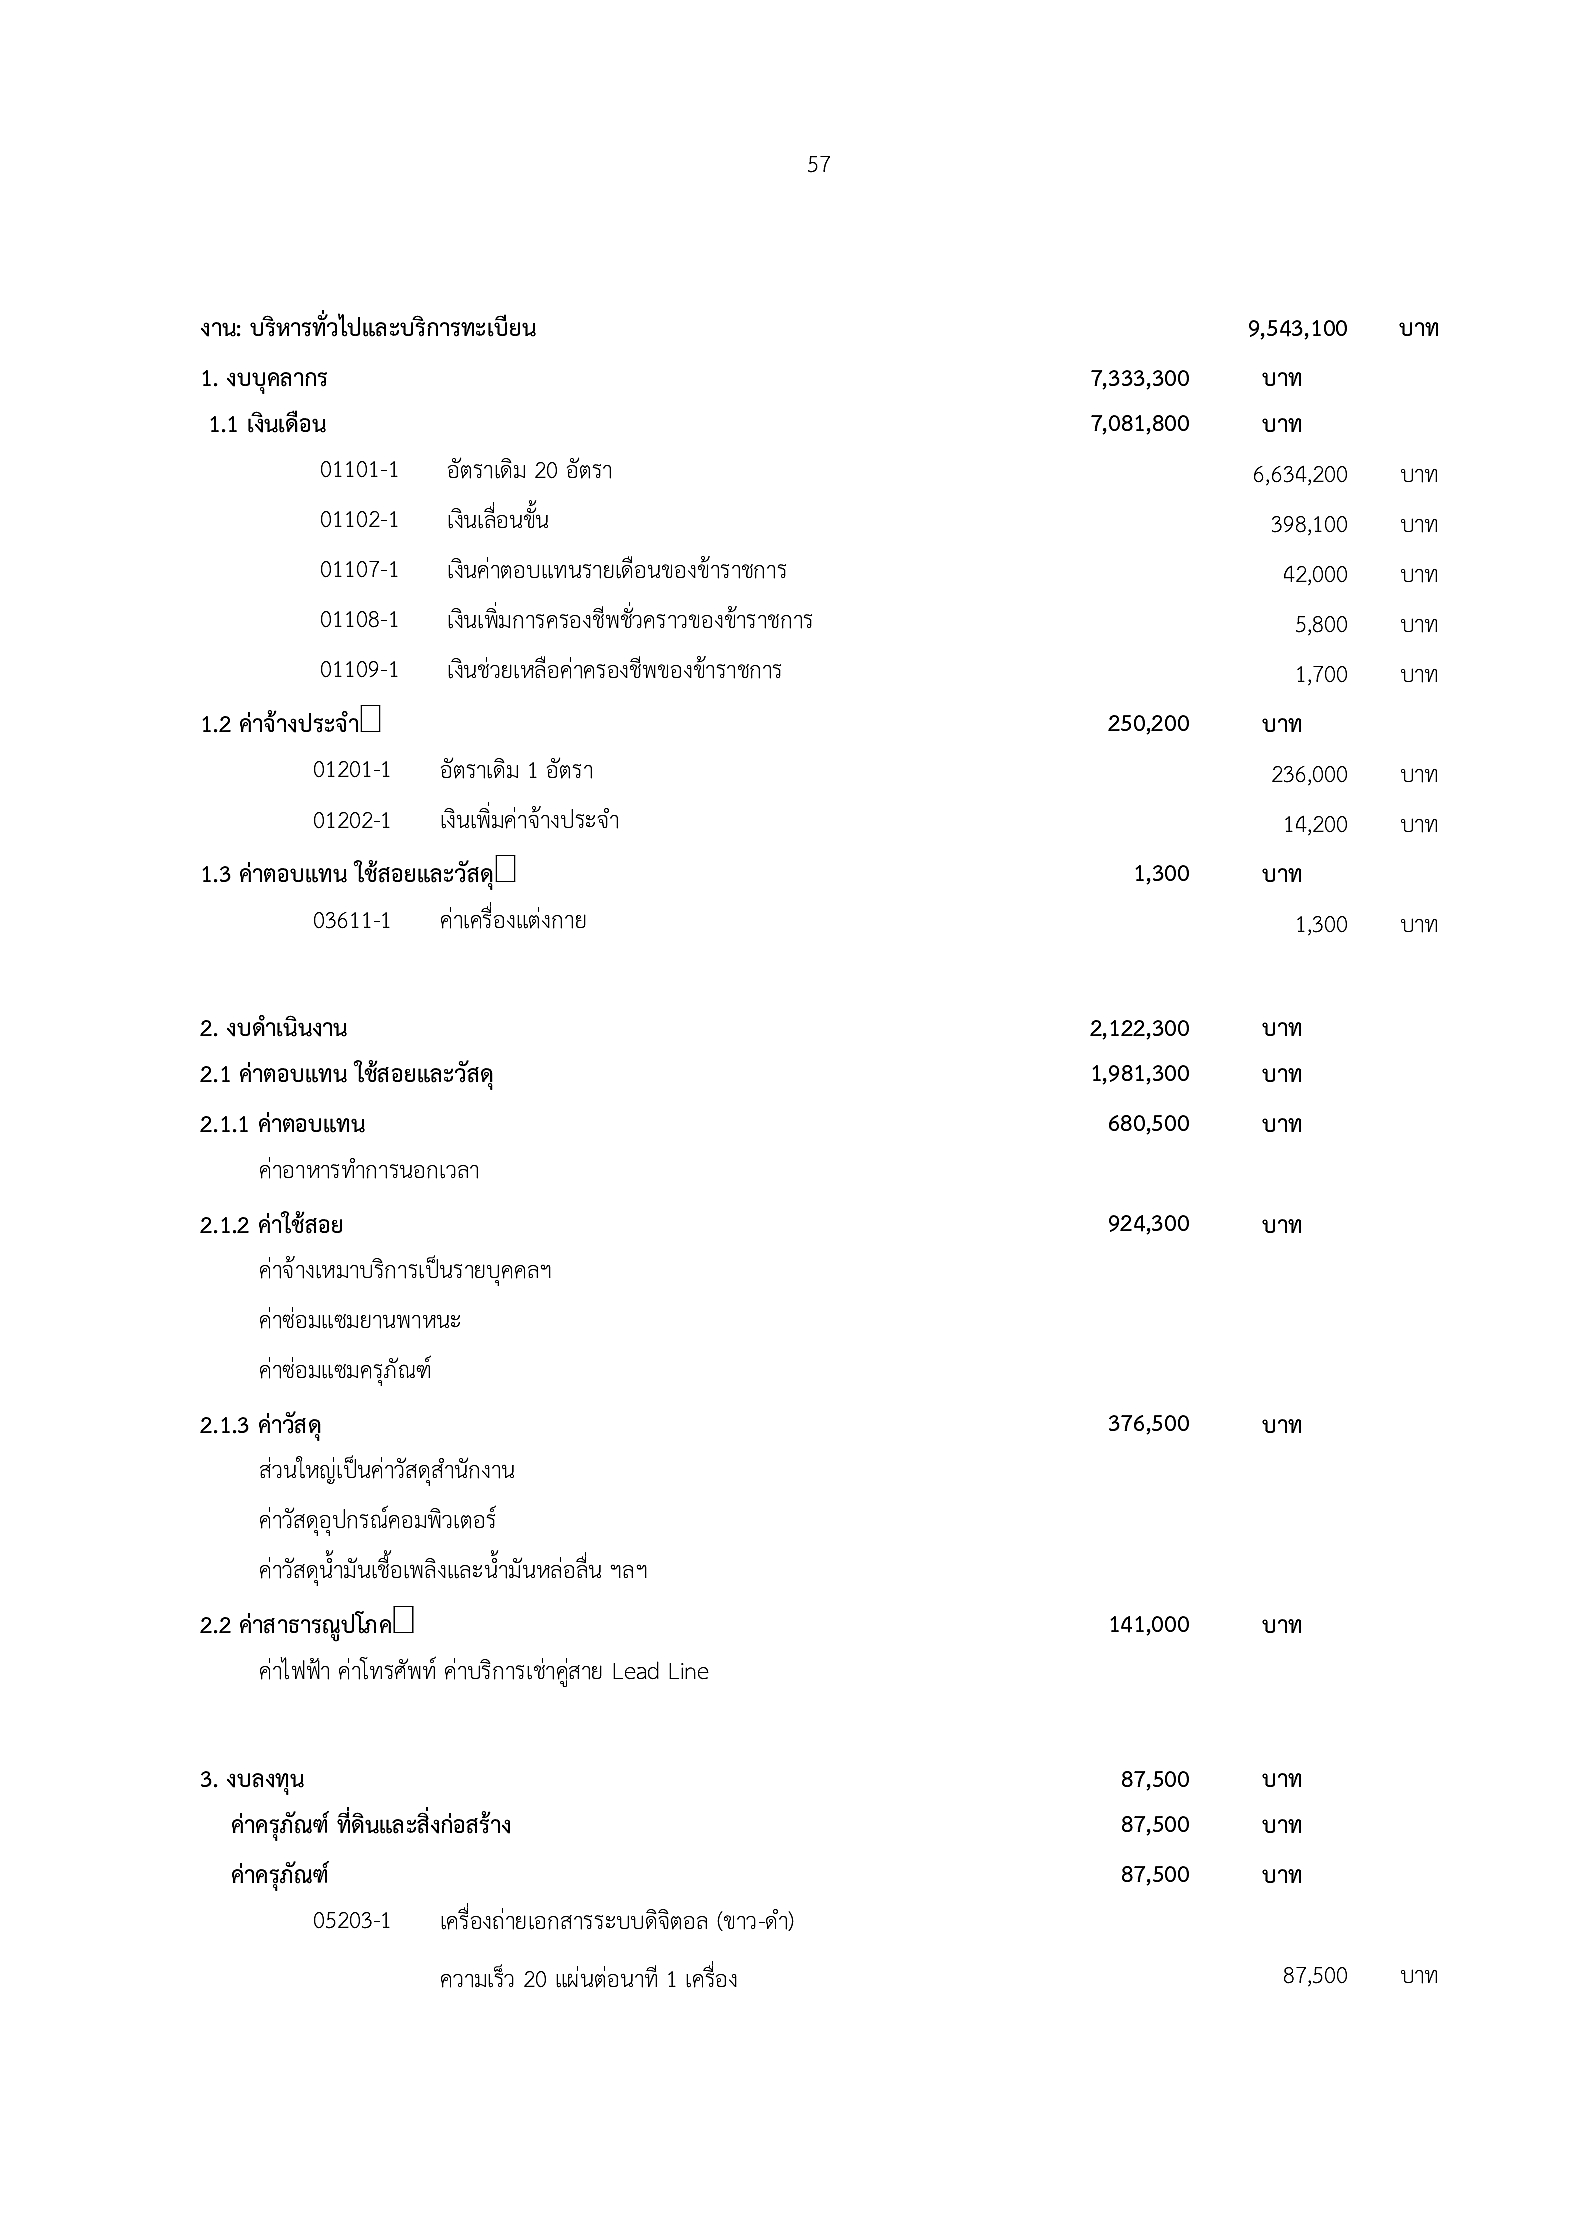 57
งาน: บริหารทั่วไปและบริการทะเบียน 9,543,100 บาท
1. งบบุคลากร 7,333,300 บาท
1.1 เงินเดือน 7,081,800 บาท
01101-1 อัตราเดิม 20 อัตรา 6,634,200 บาท
01102-1 เงินเลื่อนขั้น 398,100 บาท
01107-1 เงินค่าตอบแทนรายเดือนของข้าราชการ 42,000 บาท
01108-1 เงินเพิ่มการครองชีพชั่วคราวของข้าราชการ 5,800 บาท
01109-1 เงินช่วยเหลือค่าครองชีพของข้าราชการ 1,700 บาท
1.2 ค่าจ้างประจำ 250,200 บาท
01201-1 อัตราเดิม 1 อัตรา 236,000 บาท
01202-1 เงินเพิ่มค่าจ้างประจำ 14,200 บาท
1.3 ค่าตอบแทน ใช้สอยและวัสดุ 1,300 บาท
03611-1 ค่าเครื่องแต่งกาย 1,300 บาท
2. งบดำเนินงาน 2,122,300 บาท
2.1 ค่าตอบแทน ใช้สอยและวัสดุ 1,981,300 บาท
2.1.1 ค่าตอบแทน 680,500 บาท
ค่าอาหารทำการนอกเวลา
2.1.2 ค่าใช้สอย 924,300 บาท
ค่าจ้างเหมาบริการเป็นรายบุคคลฯ
ค่าซ่อมแซมยานพาหนะ
ค่าซ่อมแซมครุภัณฑ์
2.1.3 ค่าวัสดุ 376,500 บาท
ส่วนใหญ่เป็นค่าวัสดุสำนักงาน
ค่าวัสดุอุปกรณ์คอมพิวเตอร์
ค่าวัสดุน้ำมันเชื้อเพลิงและน้ำมันหล่อลื่น ฯลฯ
2.2 ค่าสาธารณูปโภค 141,000 บาท
ค่าไฟฟ้า ค่าโทรศัพท์ ค่าบริการเช่าคู่สาย Lead Line
3. งบลงทุน 87,500 บาท
ค่าครุภัณฑ์ ที่ดินและสิ่งก่อสร้าง 87,500 บาท
ค่าครุภัณฑ์ 87,500 บาท
05203-1 เครื่องถ่ายเอกสารระบบดิจิตอล (ขาว-ดำ)
ความเร็ว 20 แผ่นต่อนาที 1 เครื่อง 87,500 บาท